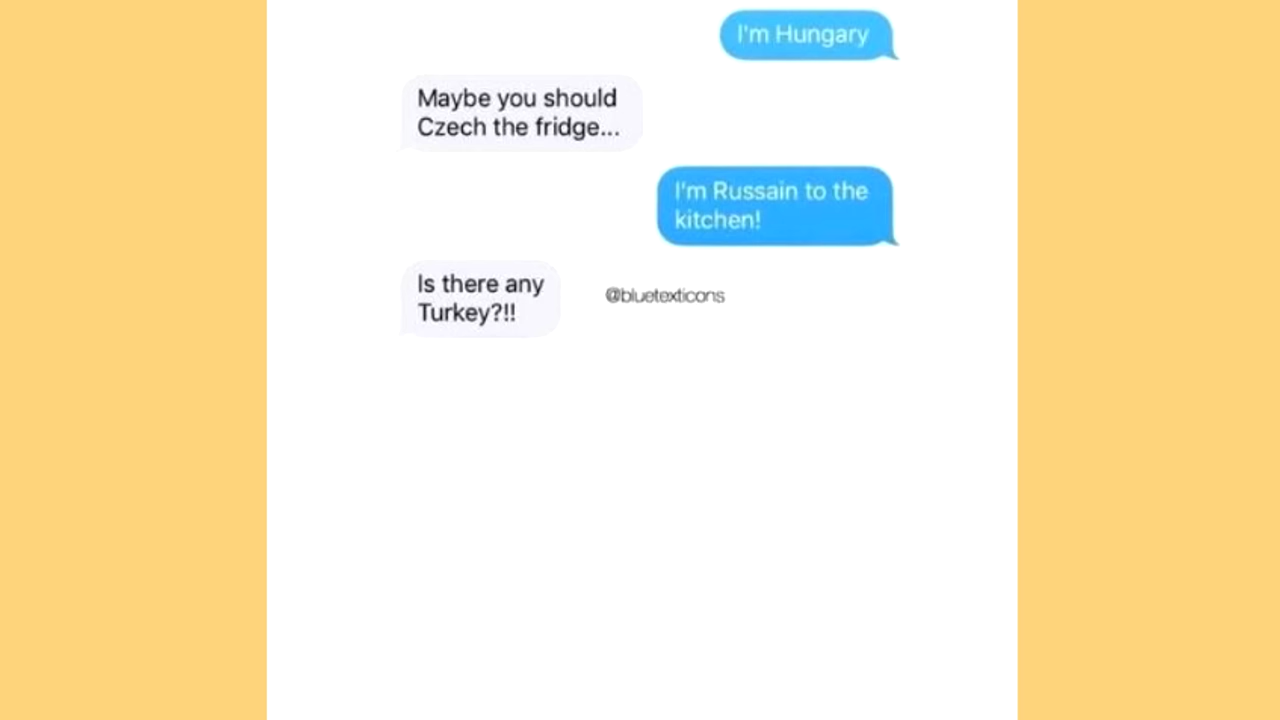 I'm Hungary
Maybe you should
Czech the fridge...
I'm Russain to the
kitchen!
Is there any
Turkey?!!
@bluetexticons